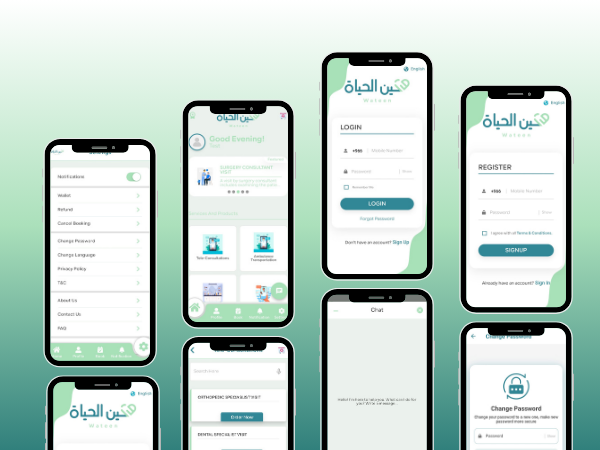 Notifications
Wallet
Refund
Cancel Booking
Change Password
Change Language
Privacy Policy
T&C
About Us
Contact Us
FAQ
English
وتين الحياة
Wateen
وتين الحياة
Wateen
Good Evening!
SURGERY CONSULTANT
VISIT
Tele Consultations
Ambulance
Transportation
ORTHOPEDIC SPECIALIST VISIT
Order Now
DENTAL SPECIALIST VISIT
English
وتين الحياة
Wateen
LOGIN
+966
Mobile Number
Password
Show
Remember Me
LOGIN
Forgot Password
Don't have an account? Sign Up
Chat
English
وتين الحياة
Wateen
REGISTER
+966
Mobile Number
Password
Show
I agree with all Terms & Conditions
SIGNUP
Already have an account? Sign In
Change Password
Change Password
Change your password to a new one, make new
password more secure
Password
Show